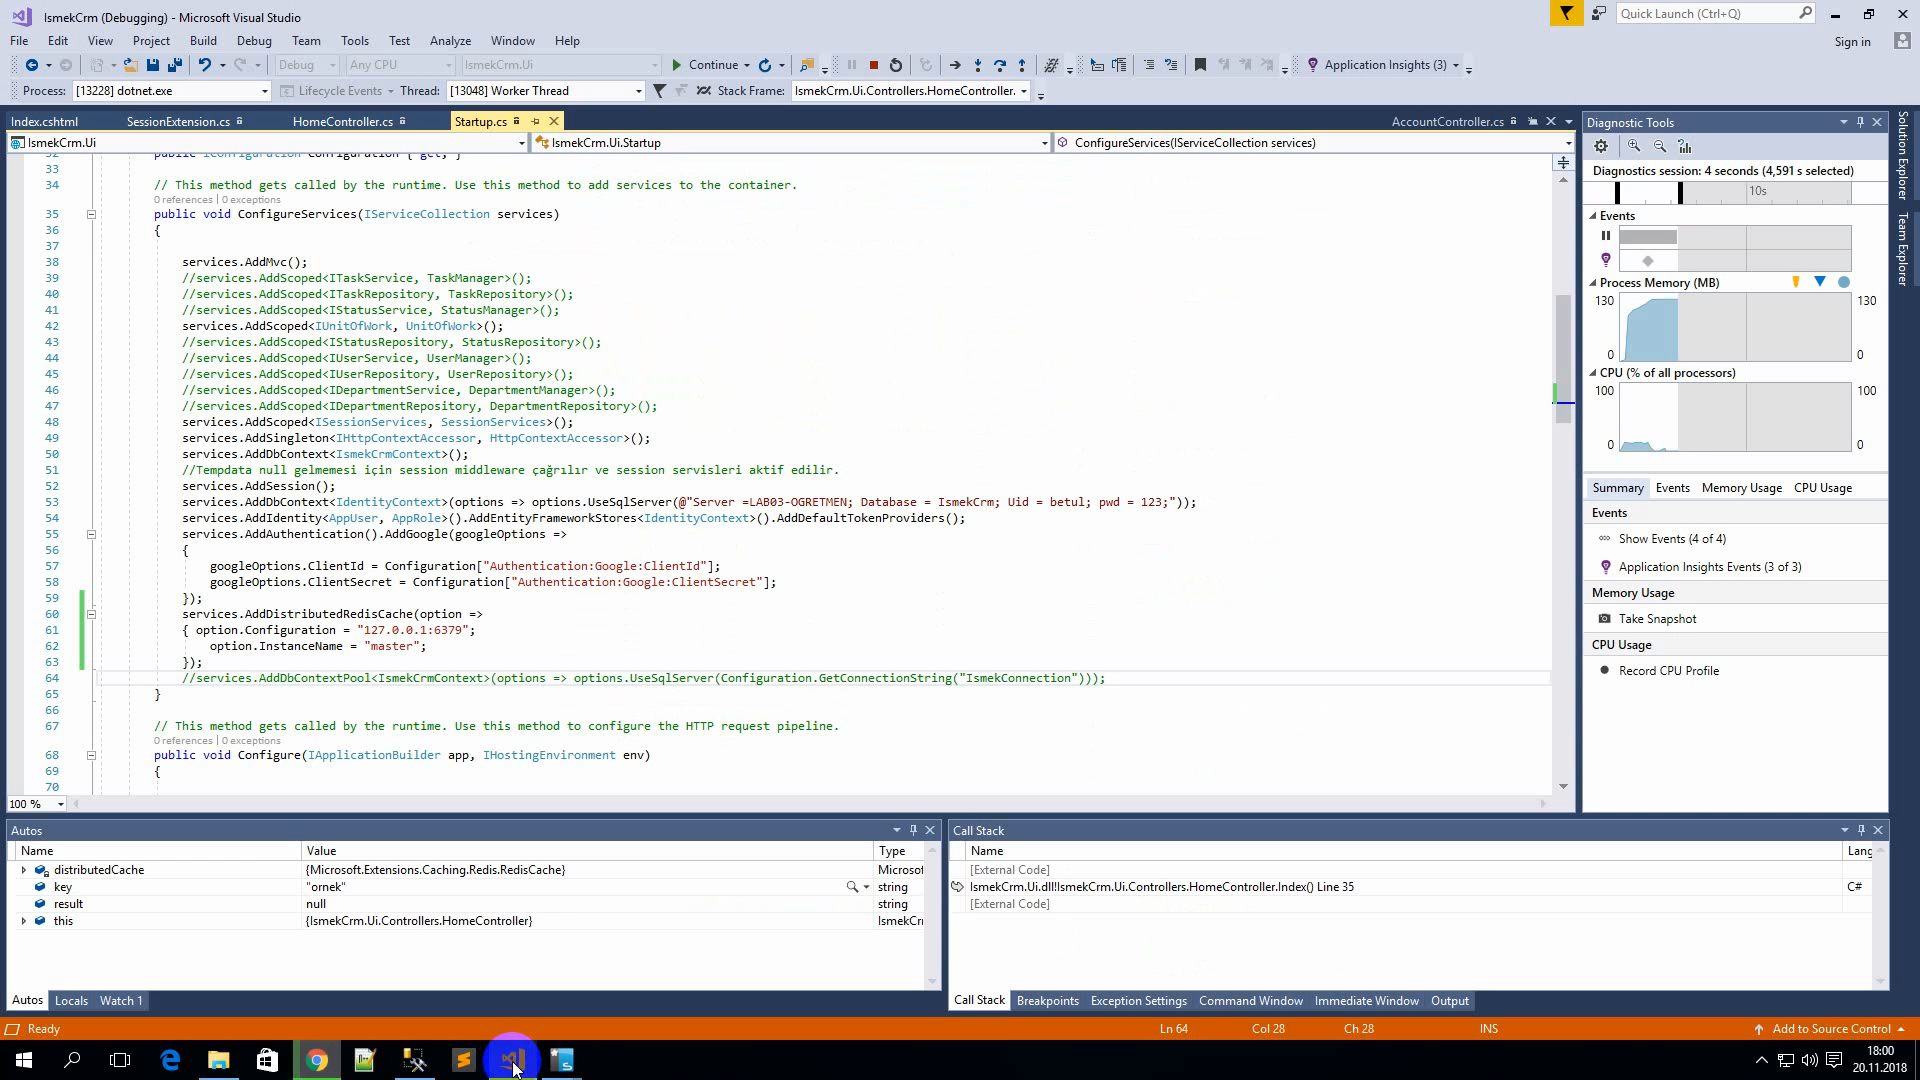 IsmekCrm (Debugging) - Microsoft Visual Studio
Quick Launch (Ctrl+Q)
File Edit View Project Build Debug Team Tools Test Analyze Window Help
Sign in
Debug Any CPU IsmekCrm.Ui Continue Application Insights (3)
Process: [13228] dotnet.exe Lifecycle Events Thread: [13048] Worker Thread Stack Frame: IsmekCrm.Ui.Controllers.HomeController.
Index.cshtml SessionExtension.cs HomeController.cs Startup.cs AccountController.cs
IsmekCrm.Ui IsmekCrm.Ui.Startup ConfigureServices(IServiceCollection services)
32 public IConfiguration Configuration { get; }
33
34 // This method gets called by the runtime. Use this method to add services to the container.
0 references | 0 exceptions
35 public void ConfigureServices(IServiceCollection services)
36 {
37
38 services.AddMvc();
39 //services.AddScoped<ITaskService, TaskManager>();
40 //services.AddScoped<ITaskRepository, TaskRepository>();
41 //services.AddScoped<IStatusService, StatusManager>();
42 services.AddScoped<IUnitOfWork, UnitOfWork>();
43 //services.AddScoped<IStatusRepository, StatusRepository>();
44 //services.AddScoped<IUserService, UserManager>();
45 //services.AddScoped<IUserRepository, UserRepository>();
46 //services.AddScoped<IDepartmentService, DepartmentManager>();
47 //services.AddScoped<IDepartmentRepository, DepartmentRepository>();
48 services.AddScoped<ISessionServices, SessionServices>();
49 services.AddSingleton<IHttpContextAccessor, HttpContextAccessor>();
50 services.AddDbContext<IsmekCrmContext>();
51 //Tempdata null gelmemesi için session middleware çağrılır ve session servisleri aktif edilir.
52 services.AddSession();
53 services.AddDbContext<IdentityContext>(options => options.UseSqlServer(@"Server =LAB03-OGRETMEN; Database = IsmekCrm; Uid = betul; pwd = 123;"));
54 services.AddIdentity<AppUser, AppRole>().AddEntityFrameworkStores<IdentityContext>().AddDefaultTokenProviders();
55 services.AddAuthentication().AddGoogle(googleOptions =>
56 {
57 googleOptions.ClientId = Configuration["Authentication:Google:ClientId"];
58 googleOptions.ClientSecret = Configuration["Authentication:Google:ClientSecret"];
59 });
60 services.AddDistributedRedisCache(option =>
61 { option.Configuration = "127.0.0.1:6379";
62 option.InstanceName = "master";
63 });
64 //services.AddDbContextPool<IsmekCrmContext>(options => options.UseSqlServer(Configuration.GetConnectionString("IsmekConnection")));
65 }
66
67 // This method gets called by the runtime. Use this method to configure the HTTP request pipeline.
0 references | 0 exceptions
68 public void Configure(IApplicationBuilder app, IHostingEnvironment env)
69 {
70
100 %
Diagnostic Tools
Diagnostics session: 4 seconds (4,591 s selected)
10s
Events
Process Memory (MB)
130 130
0 0
CPU (% of all processors)
100 100
0 0
Summary Events Memory Usage CPU Usage
Events
Show Events (4 of 4)
Application Insights Events (3 of 3)
Memory Usage
Take Snapshot
CPU Usage
Record CPU Profile
Solution Explorer
Team Explorer
Autos
Name Value Type
distributedCache {Microsoft.Extensions.Caching.Redis.RedisCache} Microsof
key "ornek" string
result null string
this {IsmekCrm.Ui.Controllers.HomeController} IsmekCr
Autos Locals Watch 1
Call Stack
Name Lang
[External Code]
IsmekCrm.Ui.dll!IsmekCrm.Ui.Controllers.HomeController.Index() Line 35 C#
[External Code]
Call Stack Breakpoints Exception Settings Command Window Immediate Window Output
Ready Ln 64 Col 28 Ch 28 INS Add to Source Control
18:00
20.11.2018